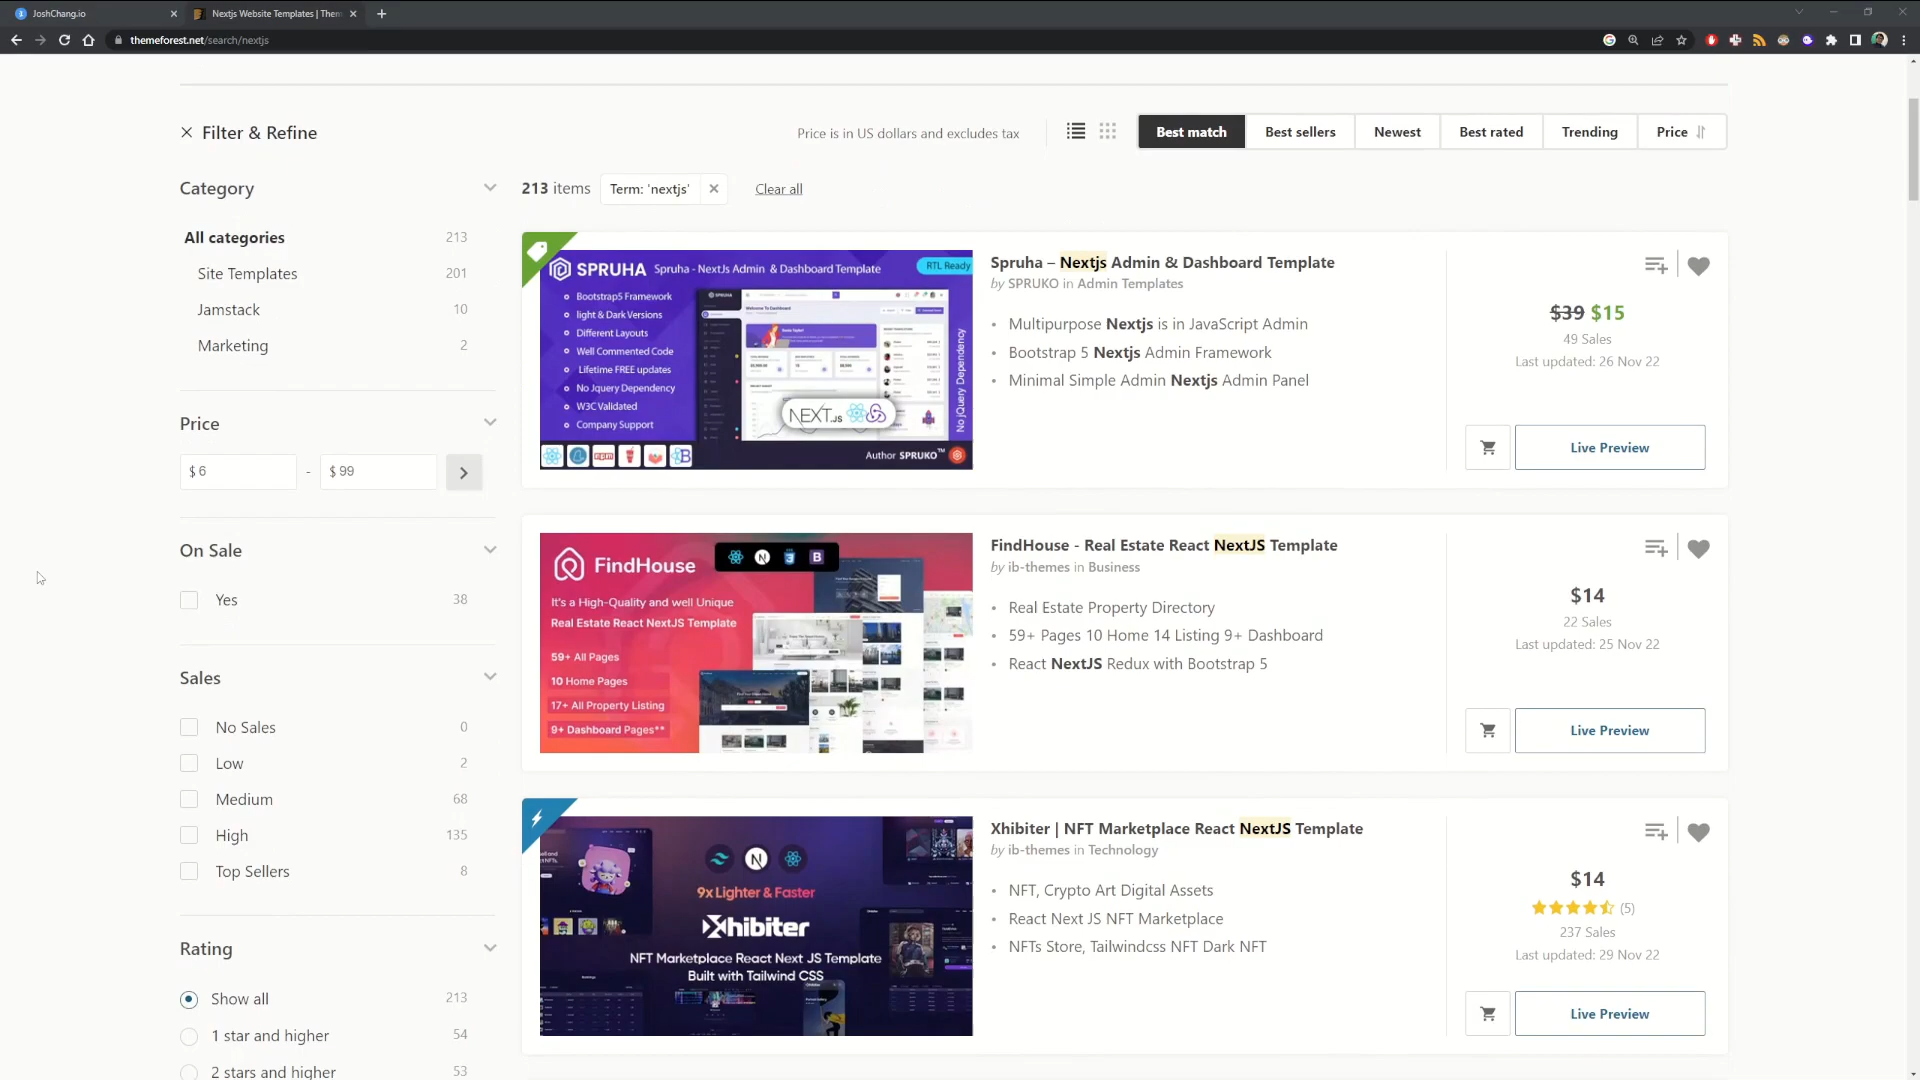 JoshChang.io
Nextjs Website Templates | Them
themeforest.net/search/nextjs
Filter & Refine
Price is in US dollars and excludes tax
Best match
Best sellers
Newest
Best rated
Trending
Price
Category
213 items
Term: 'nextjs'
Clear all
All categories 213
Site Templates 201
Jamstack 10
Marketing 2
Price
$ 6 - $ 99
On Sale
Yes 38
Sales
No Sales 0
Low 2
Medium 68
High 135
Top Sellers 8
Rating
Show all 213
1 star and higher 54
2 stars and higher 53
SPRUHA Spruha - NextJs Admin & Dashboard Template
RTL Ready
Bootstrap5 Framework
light & Dark Versions
Different Layouts
Well Commented Code
Lifetime FREE updates
No Jquery Dependency
W3C Validated
Company Support
NEXT.JS
No jQuery Dependency
Author SPRUKO™
Spruha – Nextjs Admin & Dashboard Template
by SPRUKO in Admin Templates
Multipurpose Nextjs is in JavaScript Admin
Bootstrap 5 Nextjs Admin Framework
Minimal Simple Admin Nextjs Admin Panel
$39 $15
49 Sales
Last updated: 26 Nov 22
Live Preview
FindHouse
It's a High-Quality and well Unique
Real Estate React NextJS Template
59+ All Pages
10 Home Pages
17+ All Property Listing
9+ Dashboard Pages**
FindHouse - Real Estate React NextJS Template
by ib-themes in Business
Real Estate Property Directory
59+ Pages 10 Home 14 Listing 9+ Dashboard
React NextJS Redux with Bootstrap 5
$14
22 Sales
Last updated: 25 Nov 22
Live Preview
9x Lighter & Faster
Xhibiter
NFT Marketplace React Next JS Template
Built with Tailwind CSS
Xhibiter | NFT Marketplace React NextJS Template
by ib-themes in Technology
NFT, Crypto Art Digital Assets
React Next JS NFT Marketplace
NFTs Store, Tailwindcss NFT Dark NFT
$14
(5)
237 Sales
Last updated: 29 Nov 22
Live Preview